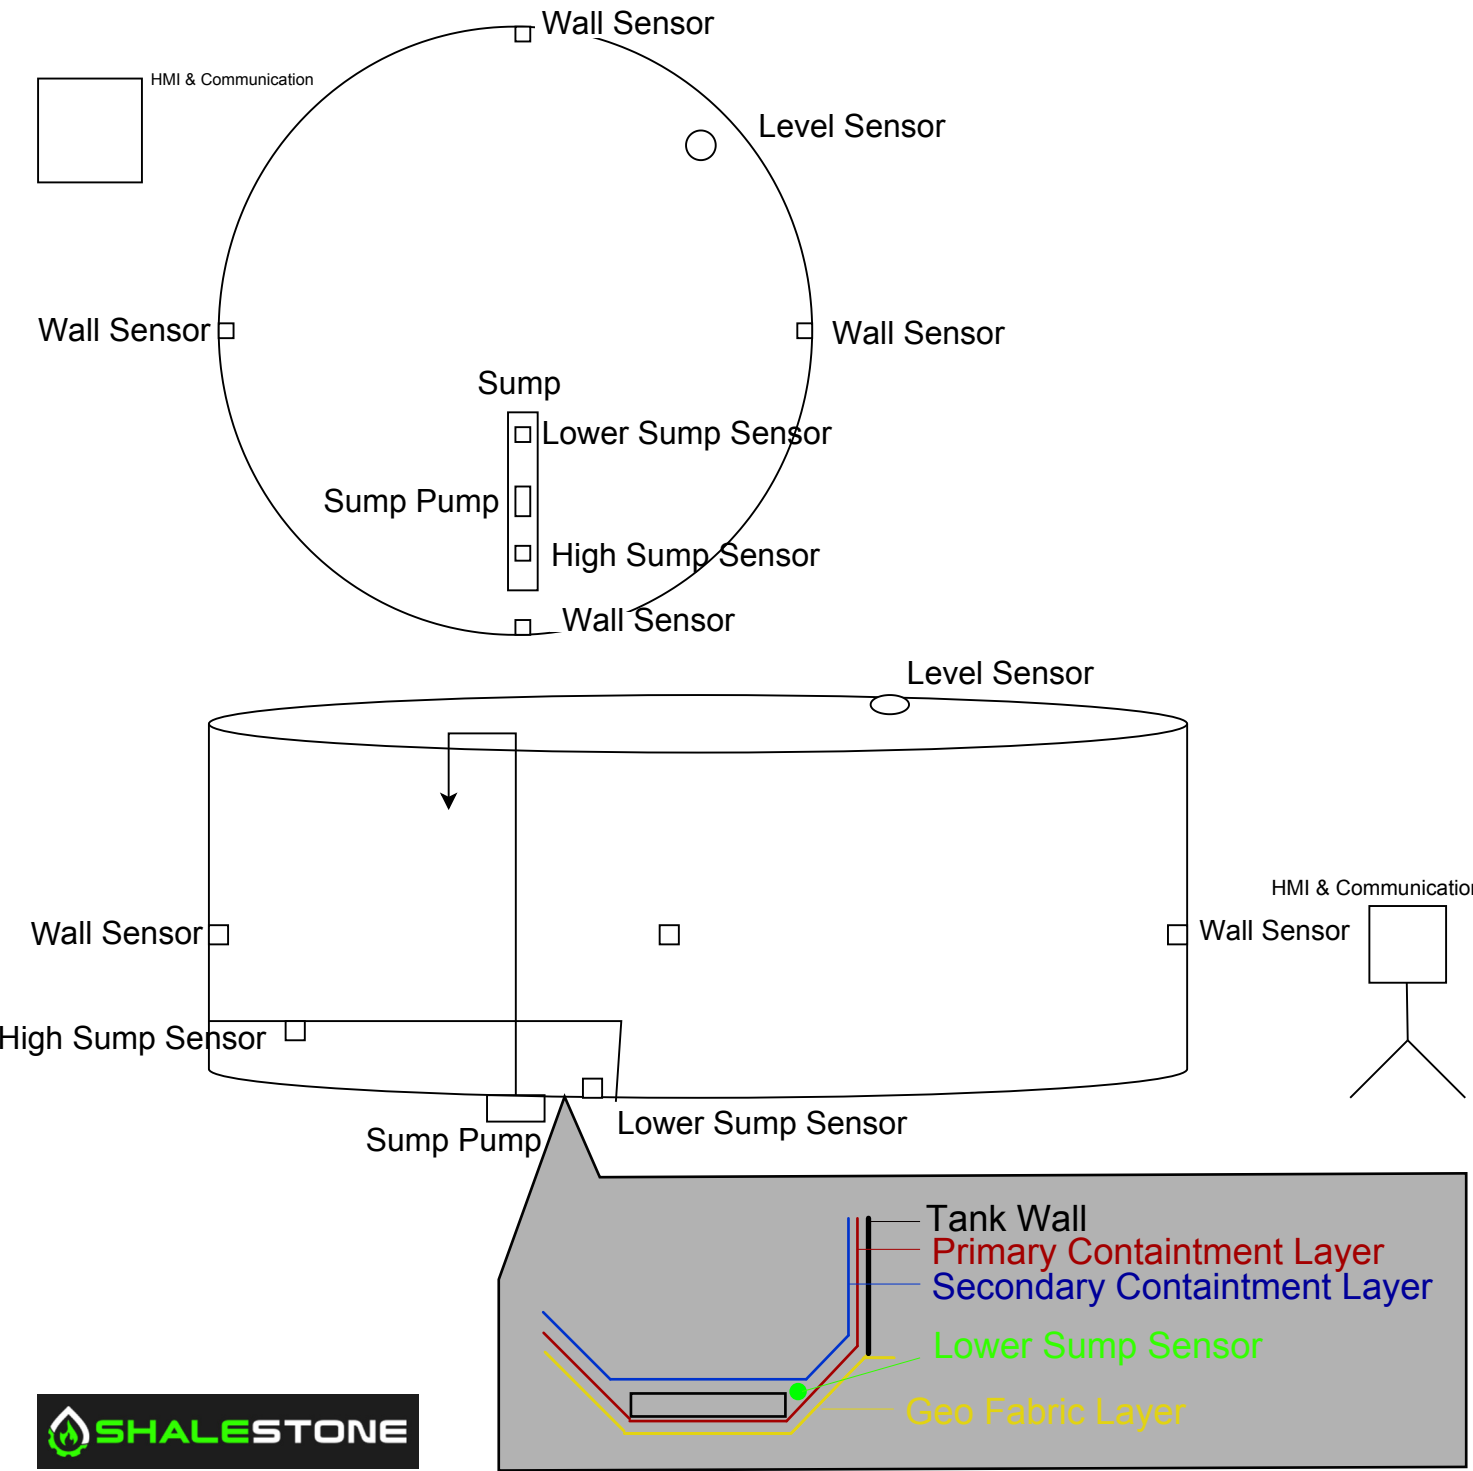 Wall Sensor
HMI & Communication
Level Sensor
Wall Sensor
Wall Sensor
Sump
Lower Sump Sensor
Sump Pump
High Sump Sensor
Wall Sensor
Level Sensor
HMI & Communication
Wall Sensor
Wall Sensor
High Sump Sensor
Lower Sump Sensor
Sump Pump
Tank Wall
Primary Containtment Layer
Secondary Containtment Layer
Lower Sump Sensor
Geo Fabric Layer
SHALESTONE